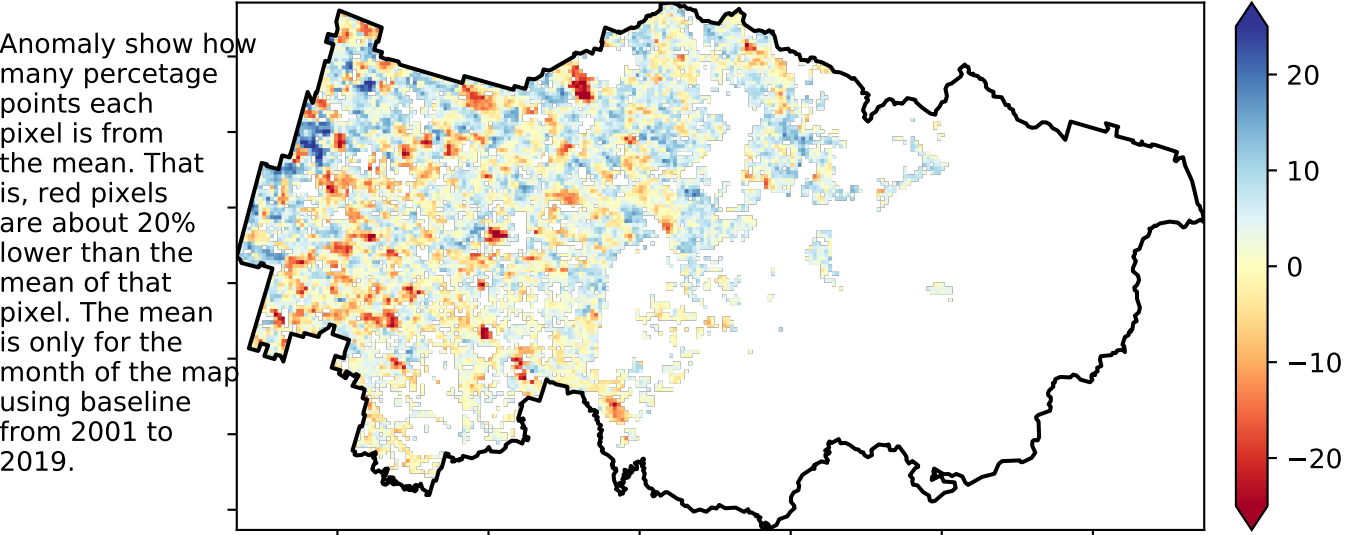 Anomaly show how
many percetage
points each
pixel is from
the mean. That
is, red pixels
are about 20%
lower than the
mean of that
pixel. The mean
is only for the
month of the map
using baseline
from 2001 to
2019.
20
10
0
−10
−20